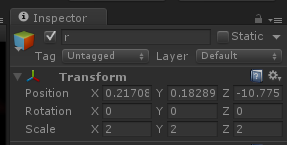 Inspector
r Static
Tag Untagged Layer Default
Transform
Position X 0.21708 Y 0.18289 Z -10.775
Rotation X 0 Y 0 Z 0
Scale X 2 Y 2 Z 2